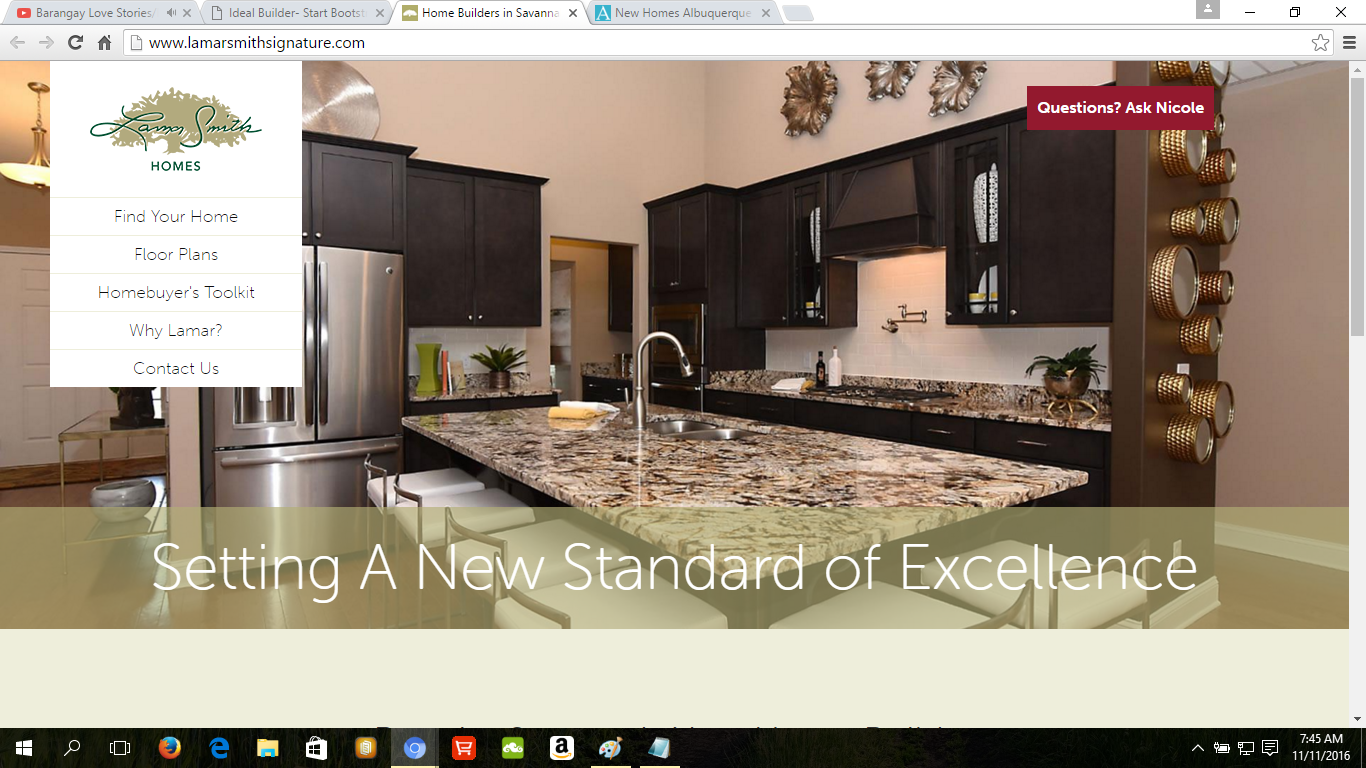 Barangay Love Stories/
Ideal Builder- Start Bootst
Home Builders in Savanna
New Homes Albuquerque
www.lamarsmithsignature.com
Lamar Smith
HOMES
Questions? Ask Nicole
Find Your Home
Floor Plans
Homebuyer's Toolkit
Why Lamar?
Contact Us
Setting A New Standard of Excellence
7:45 AM
11/11/2016